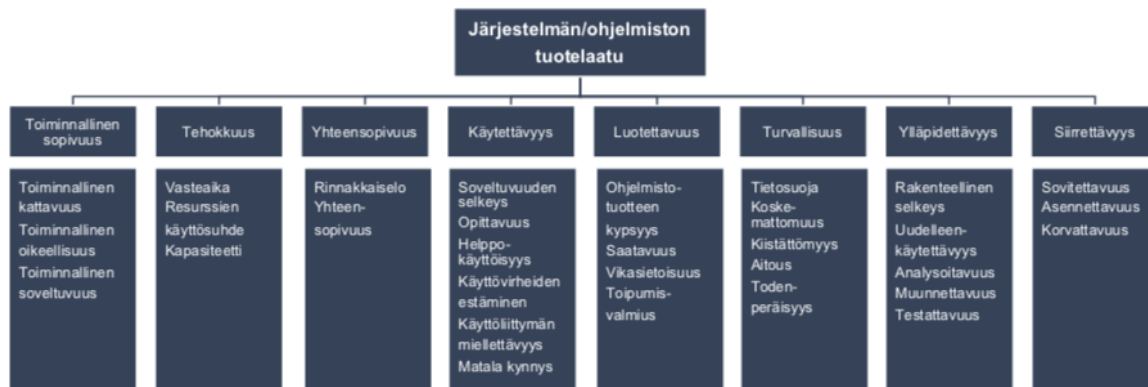 Järjestelmän/ohjelmiston
tuotelaatu
Toiminnallinen
sopivuus
Tehokkuus
Yhteensopivuus
Käytettävyys
Luotettavuus
Turvallisuus
Ylläpidettävyys
Siirrettävyys
Toiminnallinen
kattavuus
Toiminnallinen
oikeellisuus
Toiminnallinen
soveltuvuus
Vasteaika
Resurssien
käyttösuhde
Kapasiteetti
Rinnakkaiselo
Yhteen-
sopivuus
Soveltuvuuden
selkeys
Opittavuus
Helppo-
käyttöisyys
Käyttövirheiden
estäminen
Käyttöliittymän
miellettävyys
Matala kynnys
Ohjelmisto-
tuotteen
kypsyys
Saatavuus
Vikasietoisuus
Toipumis-
valmius
Tietosuoja
Koske-
mattomuus
Kiistättömyys
Aitous
Toden-
peräisyys
Rakenteellinen
selkeys
Uudelleen-
käytettävyys
Analysoitavuus
Muunnettavuus
Testattavuus
Sovitettavuus
Asennettavuus
Korvattavuus